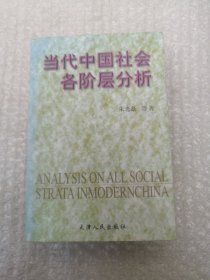 当代中国社会
各阶层分析
朱光磊 等著
ANALYSIS ON ALL SOCIAL
STRATA INMODERNCHINA
天津人民出版社